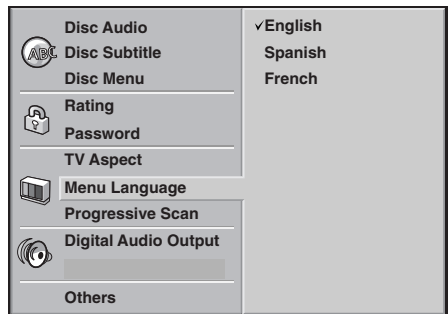 Disc Audio
ABC Disc Subtitle
Disc Menu
Rating
Password
TV Aspect
Menu Language
Progressive Scan
Digital Audio Output
Others
✓English
Spanish
French